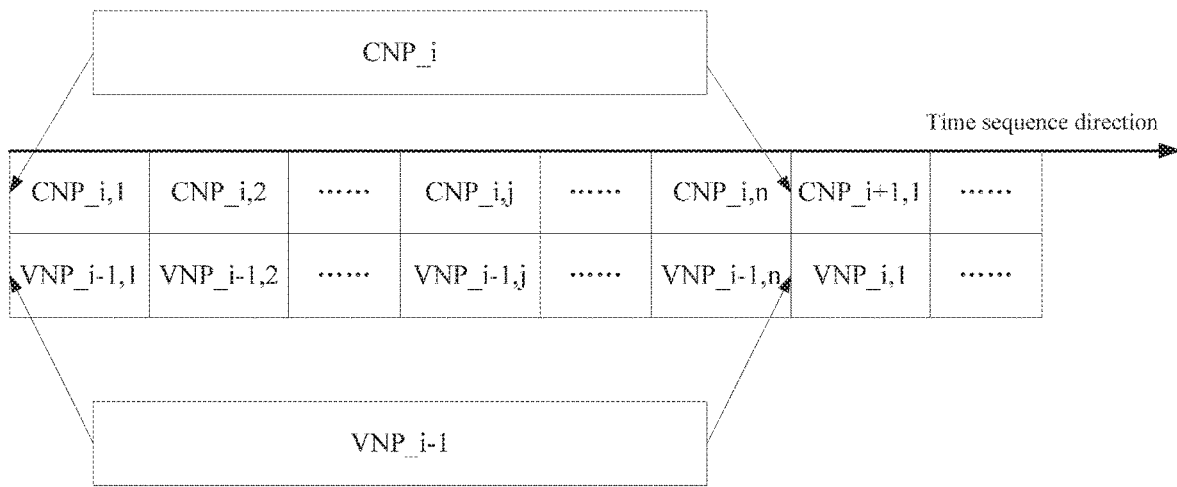 CNP_i
Time sequence direction
CNP_i,1 CNP_i,2 ...... CNP_i,j ...... CNP_i,n CNP_i+1,1 ......
VNP_i-1,1 VNP_i-1,2 ...... VNP_i-1,j ...... VNP_i-1,n VNP_i,1 ......
VNP_i-1